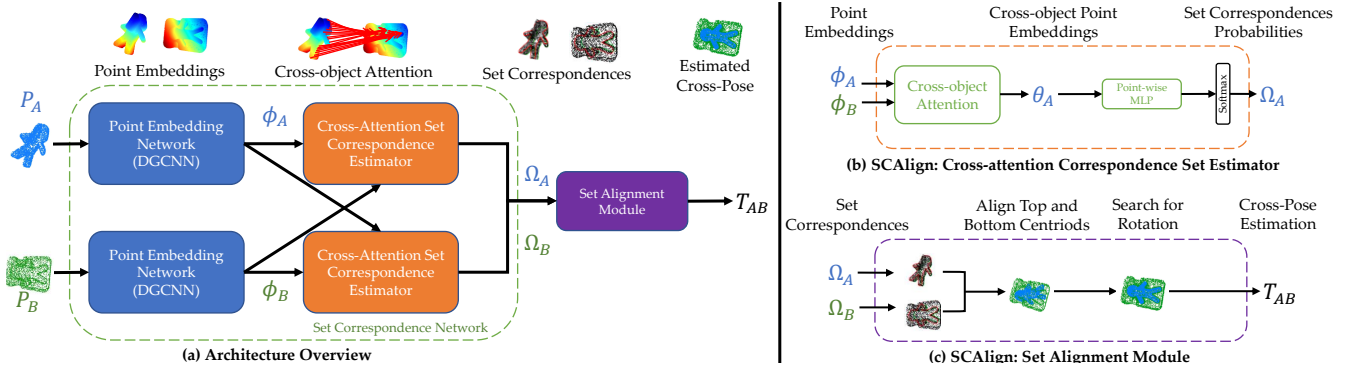 Point Embeddings
Cross-object Attention
Set Correspondences
Estimated
Cross-Pose
P_A
Point Embedding
Network
(DGCNN)
ϕ_A
Cross-Attention Set
Correspondence
Estimator
Ω_A
Set Alignment
Module
T_AB
P_B
Point Embedding
Network
(DGCNN)
ϕ_B
Cross-Attention Set
Correspondence
Estimator
Ω_B
Set Correspondence Network
(a) Architecture Overview
Point
Embeddings
Cross-object Point
Embeddings
Set Correspondences
Probabilities
ϕ_A
ϕ_B
Cross-object
Attention
θ_A
Point-wise
MLP
Softmax
Ω_A
(b) SCAlign: Cross-attention Correspondence Set Estimator
Set
Correspondences
Align Top and
Bottom Centriods
Search for
Rotation
Cross-Pose
Estimation
Ω_A
Ω_B
T_AB
(c) SCAlign: Set Alignment Module